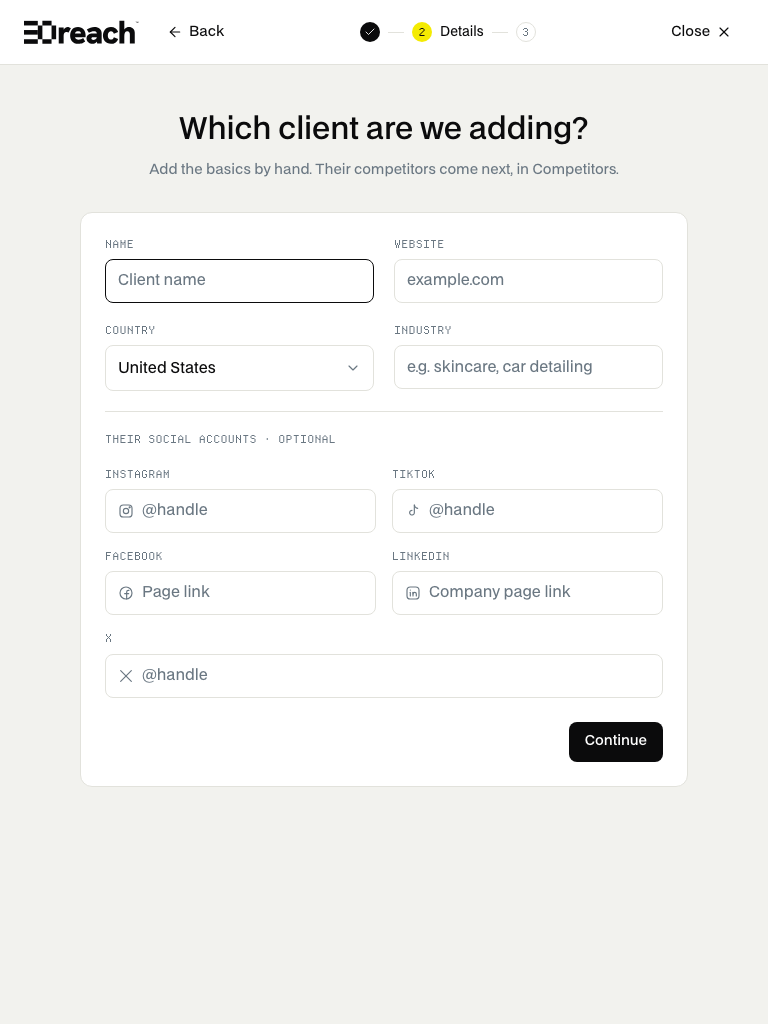 reach
Back
2
Details
3
Close
Which client are we adding?
Add the basics by hand. Their competitors come next, in Competitors.
NAME
WEBSITE
Client name
example.com
COUNTRY
INDUSTRY
United States
e.g. skincare, car detailing
THEIR SOCIAL ACCOUNTS · OPTIONAL
INSTAGRAM
TIKTOK
@handle
@handle
FACEBOOK
LINKEDIN
Page link
Company page link
X
@handle
Continue